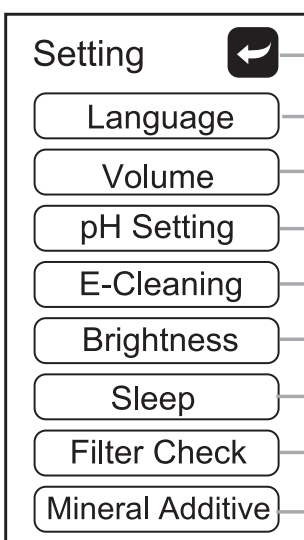 Setting
Language
Volume
pH Setting
E-Cleaning
Brightness
Sleep
Filter Check
Mineral Additive